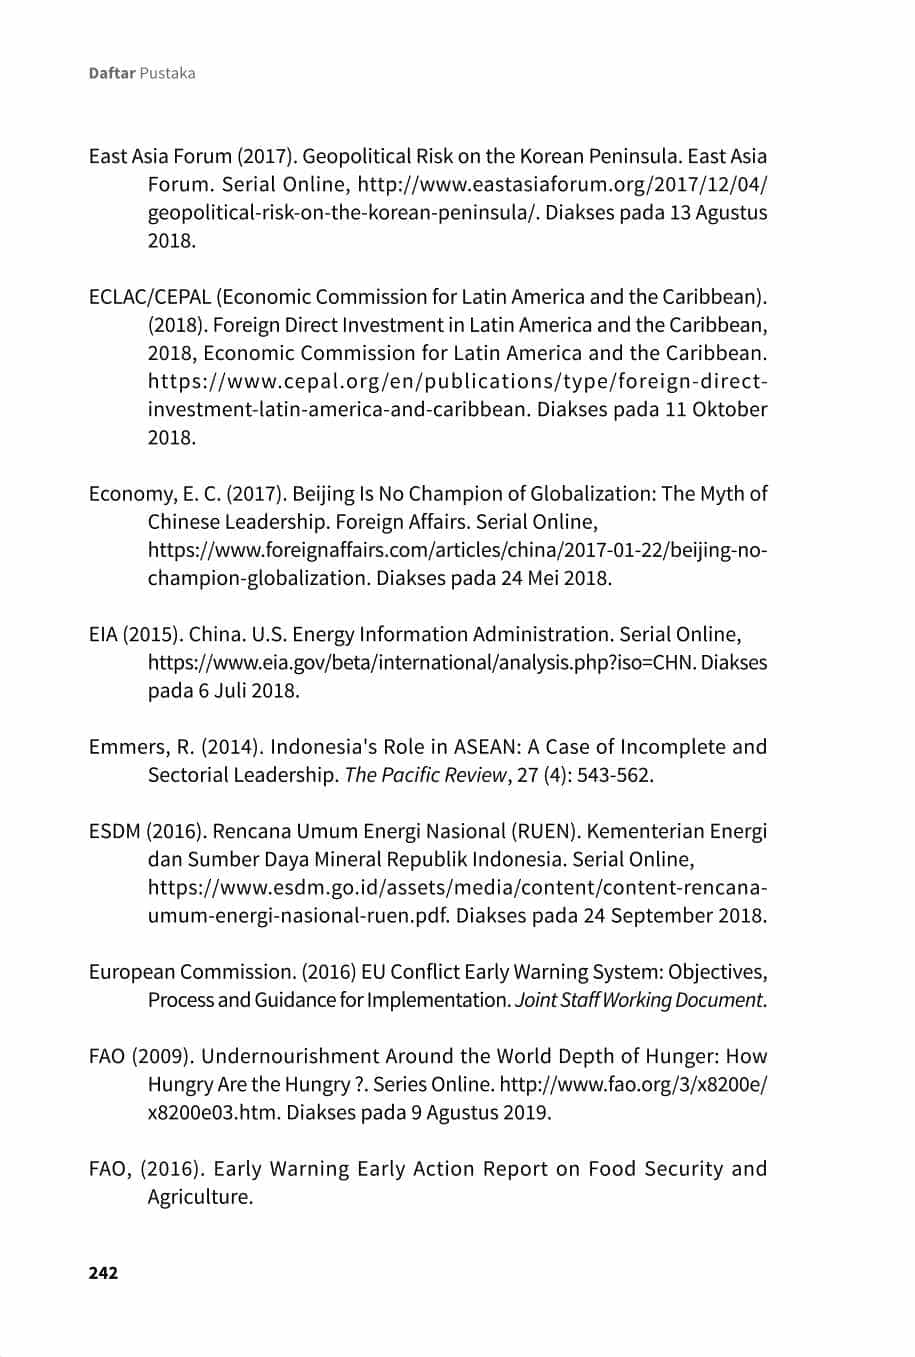 Daftar Pustaka
East Asia Forum (2017). Geopolitical Risk on the Korean Peninsula. East Asia
Forum. Serial Online, http://www.eastasiaforum.org/2017/12/04/
geopolitical-risk-on-the-korean-peninsula/. Diakses pada 13 Agustus
2018.
ECLAC/CEPAL (Economic Commission for Latin America and the Caribbean).
(2018). Foreign Direct Investment in Latin America and the Caribbean,
2018, Economic Commission for Latin America and the Caribbean.
https://www.cepal.org/en/publications/type/foreign-direct-
investment-latin-america-and-caribbean. Diakses pada 11 Oktober
2018.
Economy, E. C. (2017). Beijing Is No Champion of Globalization: The Myth of
Chinese Leadership. Foreign Affairs. Serial Online,
https://www.foreignaffairs.com/articles/china/2017-01-22/beijing-no-
champion-globalization. Diakses pada 24 Mei 2018.
EIA (2015). China. U.S. Energy Information Administration. Serial Online,
https://www.eia.gov/beta/international/analysis.php?iso=CHN. Diakses
pada 6 Juli 2018.
Emmers, R. (2014). Indonesia's Role in ASEAN: A Case of Incomplete and
Sectorial Leadership. The Pacific Review, 27 (4): 543-562.
ESDM (2016). Rencana Umum Energi Nasional (RUEN). Kementerian Energi
dan Sumber Daya Mineral Republik Indonesia. Serial Online,
https://www.esdm.go.id/assets/media/content/content-rencana-
umum-energi-nasional-ruen.pdf. Diakses pada 24 September 2018.
European Commission. (2016) EU Conflict Early Warning System: Objectives,
Process and Guidance for Implementation. Joint Staff Working Document.
FAO (2009). Undernourishment Around the World Depth of Hunger: How
Hungry Are the Hungry ?. Series Online. http://www.fao.org/3/x8200e/
x8200e03.htm. Diakses pada 9 Agustus 2019.
FAO, (2016). Early Warning Early Action Report on Food Security and
Agriculture.
242